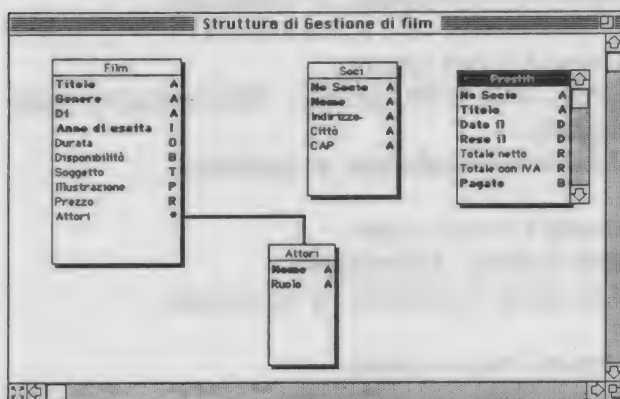 Struttura di Gestione di film
Film
Titolo A
Genere A
Di A
Anno di uscita I
Durata D
Disponibilità B
Soggetto T
Illustrazione P
Prezzo R
Attori *
Soci
No Socio A
Nome A
Indirizzo A
Città A
CAP A
Prestiti
No Socio A
Titolo A
Dato il D
Reso il D
Totale netto R
Totale con IVA R
Pagato B
Attori
Nome A
Ruolo A